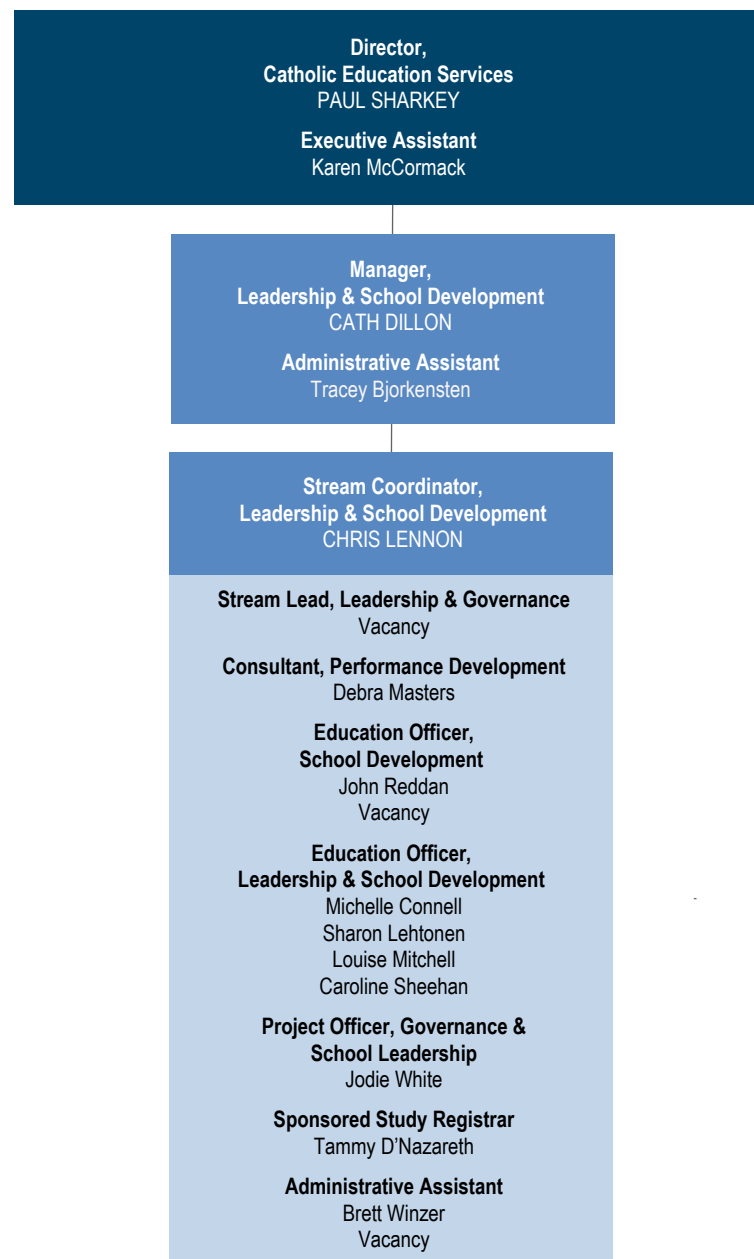 Director,
Catholic Education Services
PAUL SHARKEY
Executive Assistant
Karen McCormack
Manager,
Leadership & School Development
CATH DILLON
Administrative Assistant
Tracey Bjorkensten
Stream Coordinator,
Leadership & School Development
CHRIS LENNON
Stream Lead, Leadership & Governance
Vacancy
Consultant, Performance Development
Debra Masters
Education Officer,
School Development
John Reddan
Vacancy
Education Officer,
Leadership & School Development
Michelle Connell
Sharon Lehtonen
Louise Mitchell
Caroline Sheehan
Project Officer, Governance &
School Leadership
Jodie White
Sponsored Study Registrar
Tammy D’Nazareth
Administrative Assistant
Brett Winzer
Vacancy